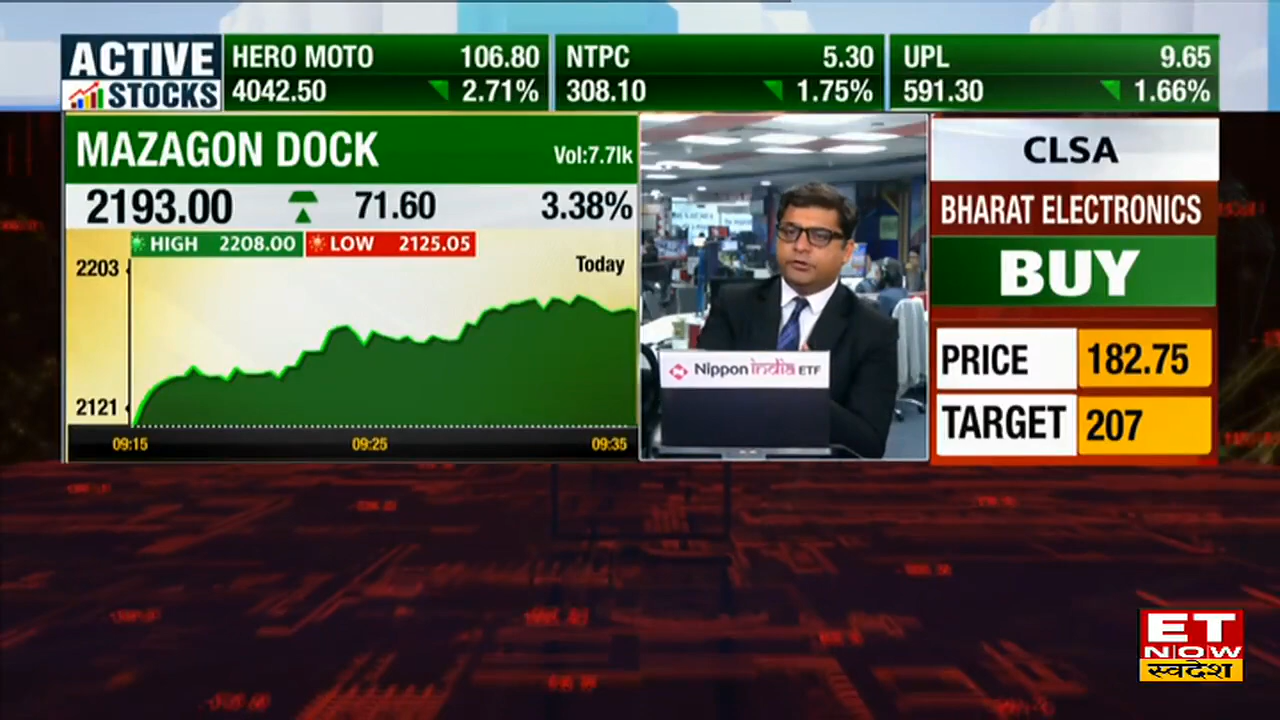 ACTIVE
STOCKS
HERO MOTO 106.80
4042.50 2.71%
NTPC 5.30
308.10 1.75%
UPL 9.65
591.30 1.66%
MAZAGON DOCK Vol:7.7lk
2193.00 71.60 3.38%
HIGH 2208.00 LOW 2125.05
2203 Today
2121
09:15 09:25 09:35
Nippon india ETF
CLSA
BHARAT ELECTRONICS
BUY
PRICE 182.75
TARGET 207
ET
NOW
स्वदेश